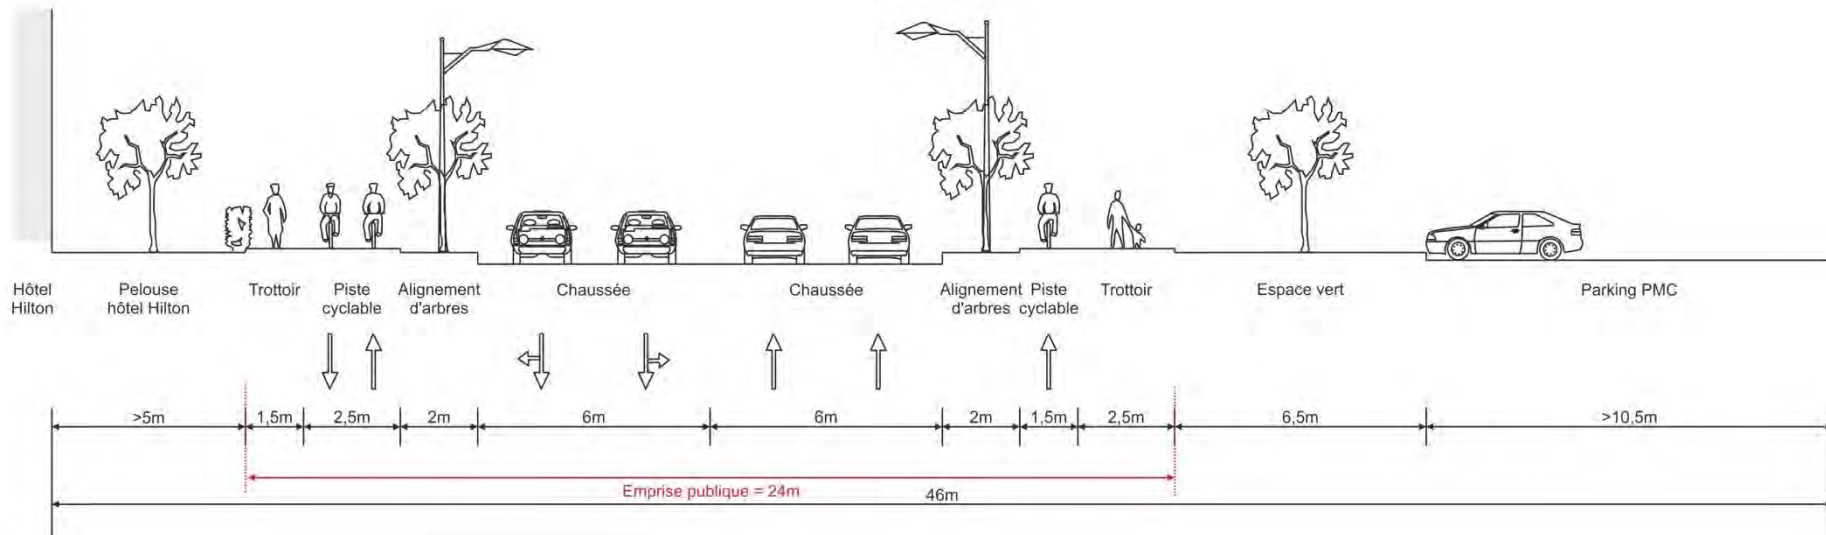 Hôtel
Hilton
Pelouse
hôtel Hilton
Trottoir
Piste
cyclable
Alignement
d'arbres
Chaussée
Chaussée
Alignement
d'arbres
Piste
cyclable
Trottoir
Espace vert
Parking PMC
>5m
1,5m
2,5m
2m
6m
6m
2m
1,5m
2,5m
6,5m
>10,5m
Emprise publique = 24m
46m